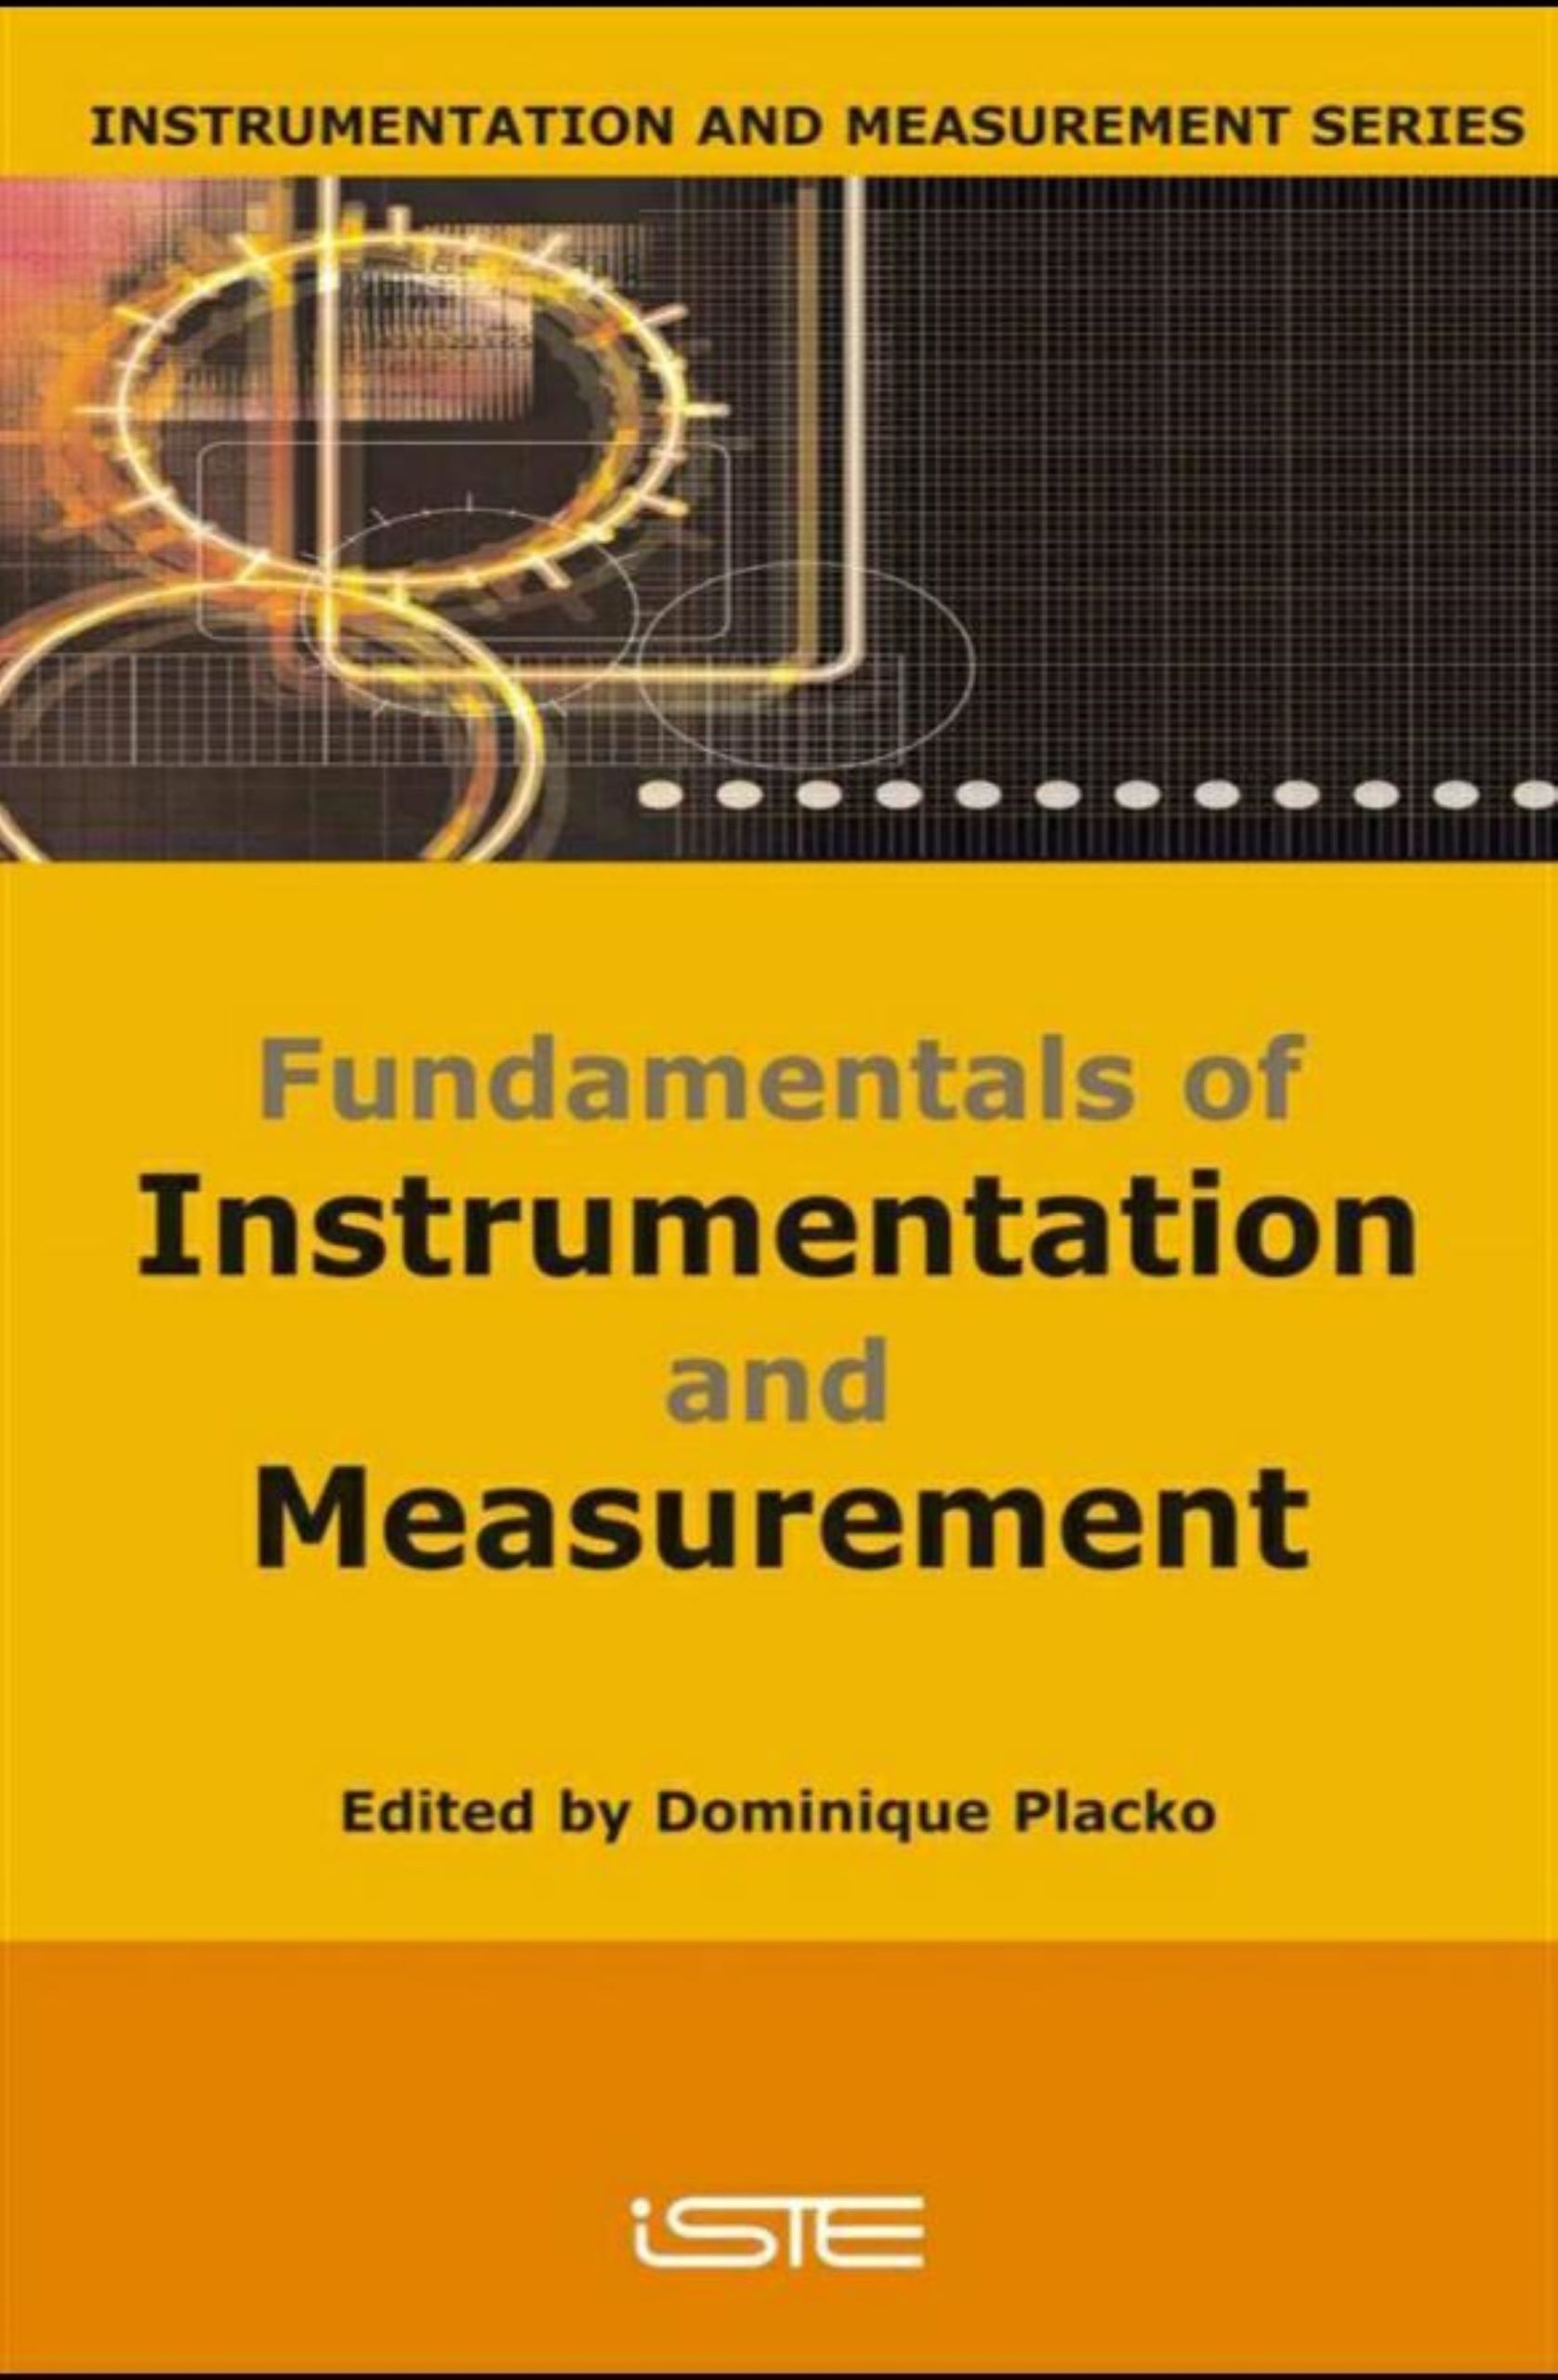 INSTRUMENTATION AND MEASUREMENT SERIES
Fundamentals of
Instrumentation
and
Measurement
Edited by Dominique Placko
iSTE